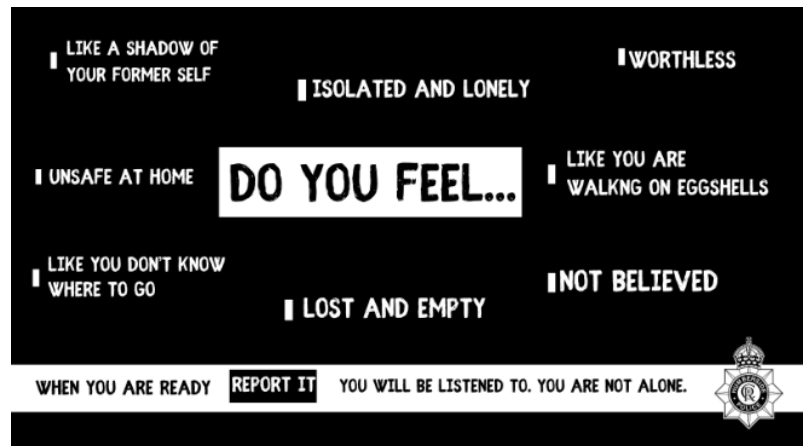 LIKE A SHADOW OF
YOUR FORMER SELF
ISOLATED AND LONELY
WORTHLESS
UNSAFE AT HOME
DO YOU FEEL...
LIKE YOU ARE
WALKNG ON EGGSHELLS
LIKE YOU DON'T KNOW
WHERE TO GO
LOST AND EMPTY
NOT BELIEVED
WHEN YOU ARE READY REPORT IT YOU WILL BE LISTENED TO. YOU ARE NOT ALONE.
HUMBERSIDE
POLICE